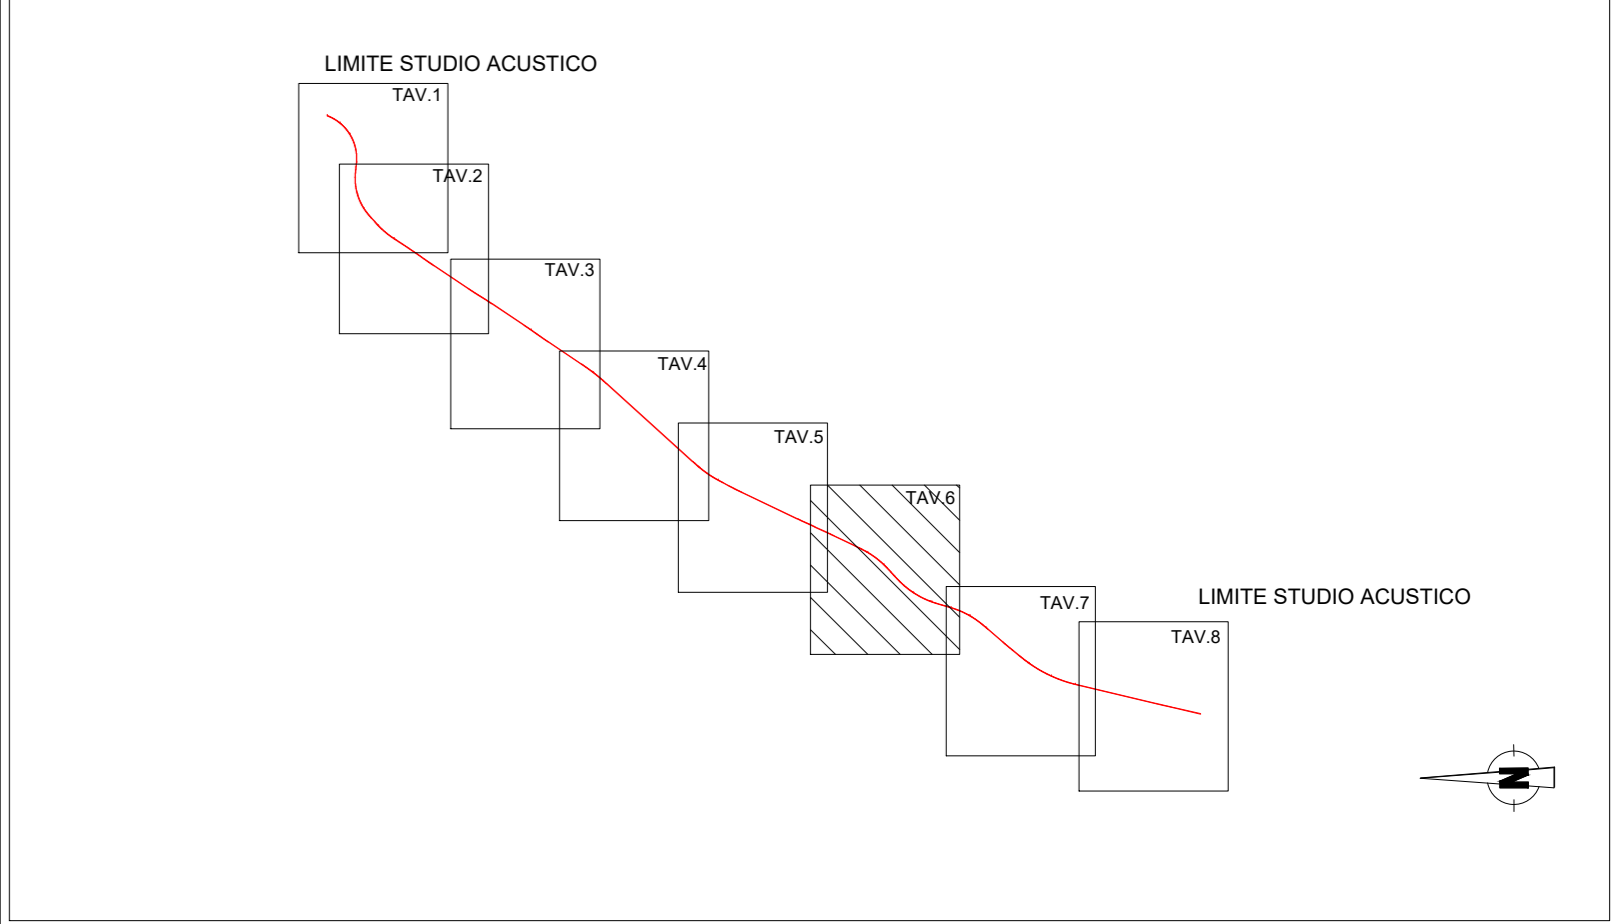 LIMITE STUDIO ACUSTICO
TAV.1
TAV.2
TAV.3
TAV.4
TAV.5
TAV.6
TAV.7
LIMITE STUDIO ACUSTICO
TAV.8
N